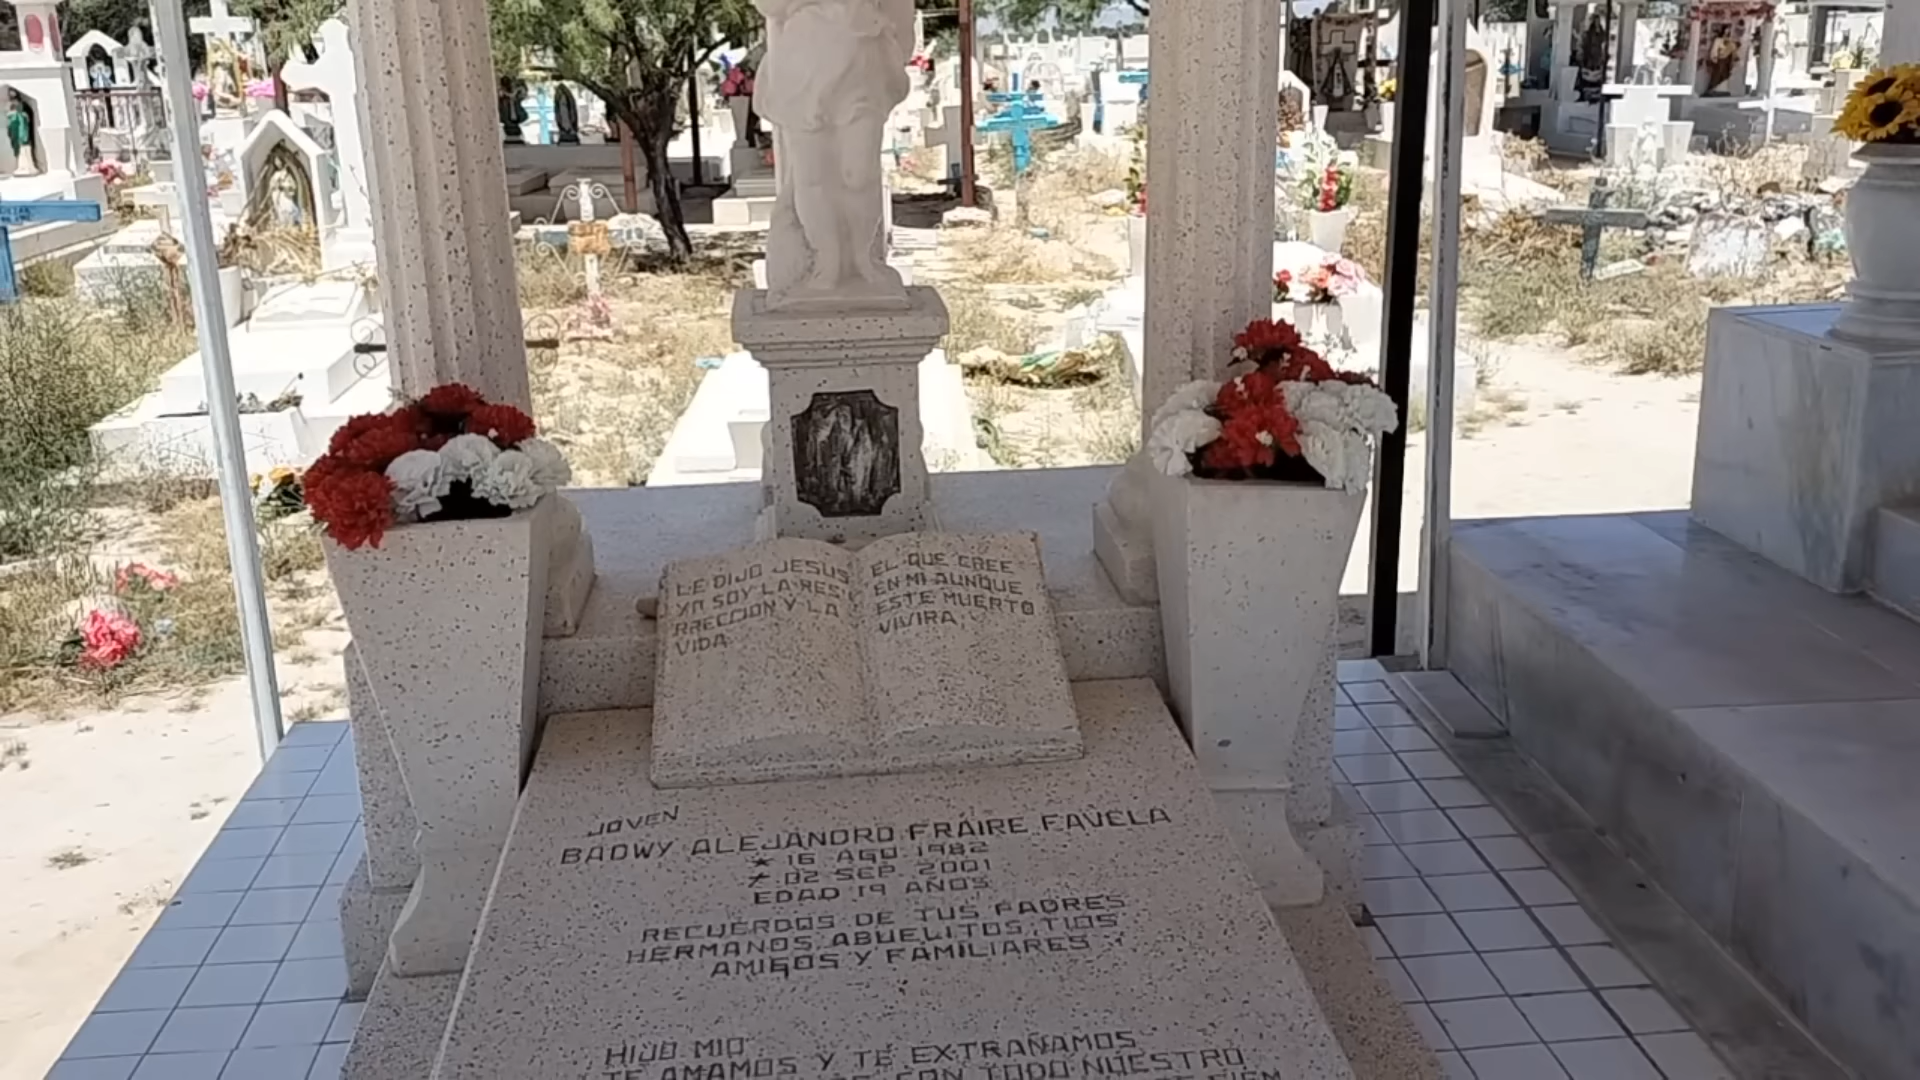 LE DIJO JESUS
YO SOY LA RESU
RRECCION Y LA
VIDA
EL QUE CREE
EN MI AUNQUE
ESTE MUERTO
VIVIRA,
JOVEN
BADWY ALEJANDRO FRAIRE FAVELA
* 16 AGO 1982
02 SEP 2001
EDAD 19 AÑOS
RECUERDOS DE TUS PADRES
HERMANOS, ABUELITOS, TIOS
AMIGOS Y FAMILIARES
HIJO MIO
TE AMAMOS Y TE EXTRAÑAMOS
CON TODO NUESTRO